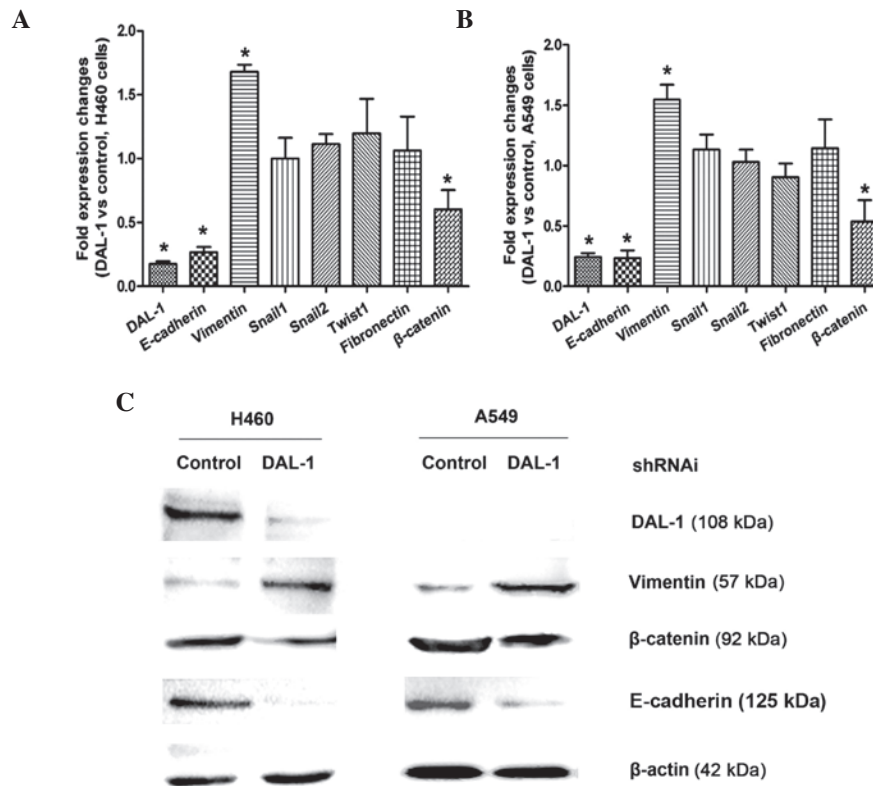 A
Fold expression changes
(DAL-1 vs control, H460 cells)
2.0
1.5
1.0
0.5
0.0
*
*
*
*
DAL-1
E-cadherin
Vimentin
Snail1
Snail2
Twist1
Fibronectin
β-catenin
B
Fold expression changes
(DAL-1 vs control, A549 cells)
2.0
1.5
1.0
0.5
0.0
*
*
*
*
DAL-1
E-cadherin
Vimentin
Snail1
Snail2
Twist1
Fibronectin
β-catenin
C
H460
A549
Control DAL-1
Control DAL-1
shRNAi
DAL-1 (108 kDa)
Vimentin (57 kDa)
β-catenin (92 kDa)
E-cadherin (125 kDa)
β-actin (42 kDa)